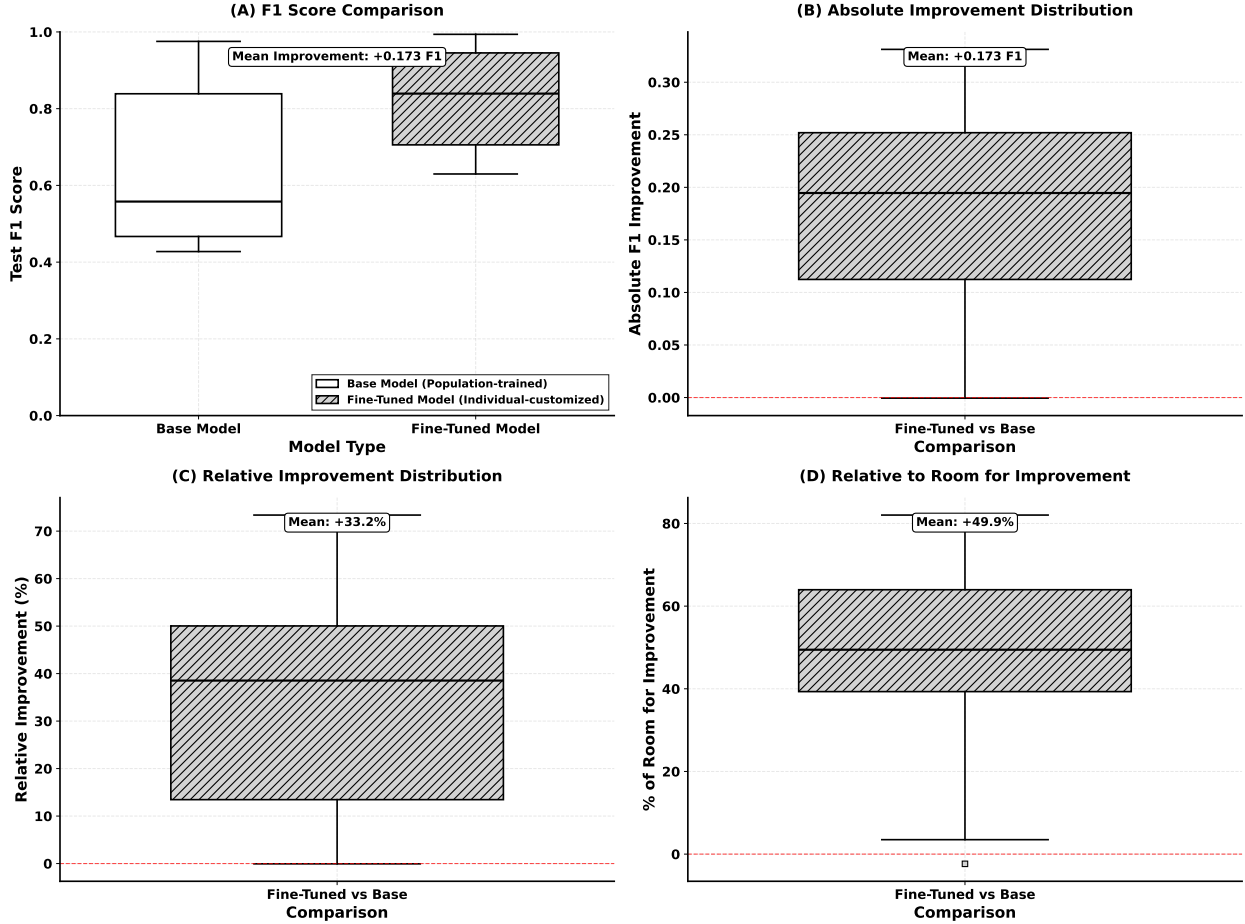 (A) F1 Score Comparison
Test F1 Score
1.0
0.8
0.6
0.4
0.2
0.0
Mean Improvement: +0.173 F1
Base Model (Population-trained)
Fine-Tuned Model (Individual-customized)
Base Model
Fine-Tuned Model
Model Type
(B) Absolute Improvement Distribution
Absolute F1 Improvement
0.30
0.25
0.20
0.15
0.10
0.05
0.00
Mean: +0.173 F1
Fine-Tuned vs Base
Comparison
(C) Relative Improvement Distribution
Relative Improvement (%)
70
60
50
40
30
20
10
0
Mean: +33.2%
Fine-Tuned vs Base
Comparison
(D) Relative to Room for Improvement
% of Room for Improvement
80
60
40
20
0
Mean: +49.9%
Fine-Tuned vs Base
Comparison